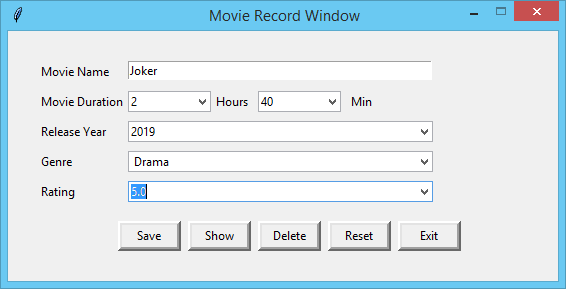 Movie Record Window
Movie Name Joker
Movie Duration 2 Hours 40 Min
Release Year 2019
Genre Drama
Rating 5.0
Save Show Delete Reset Exit